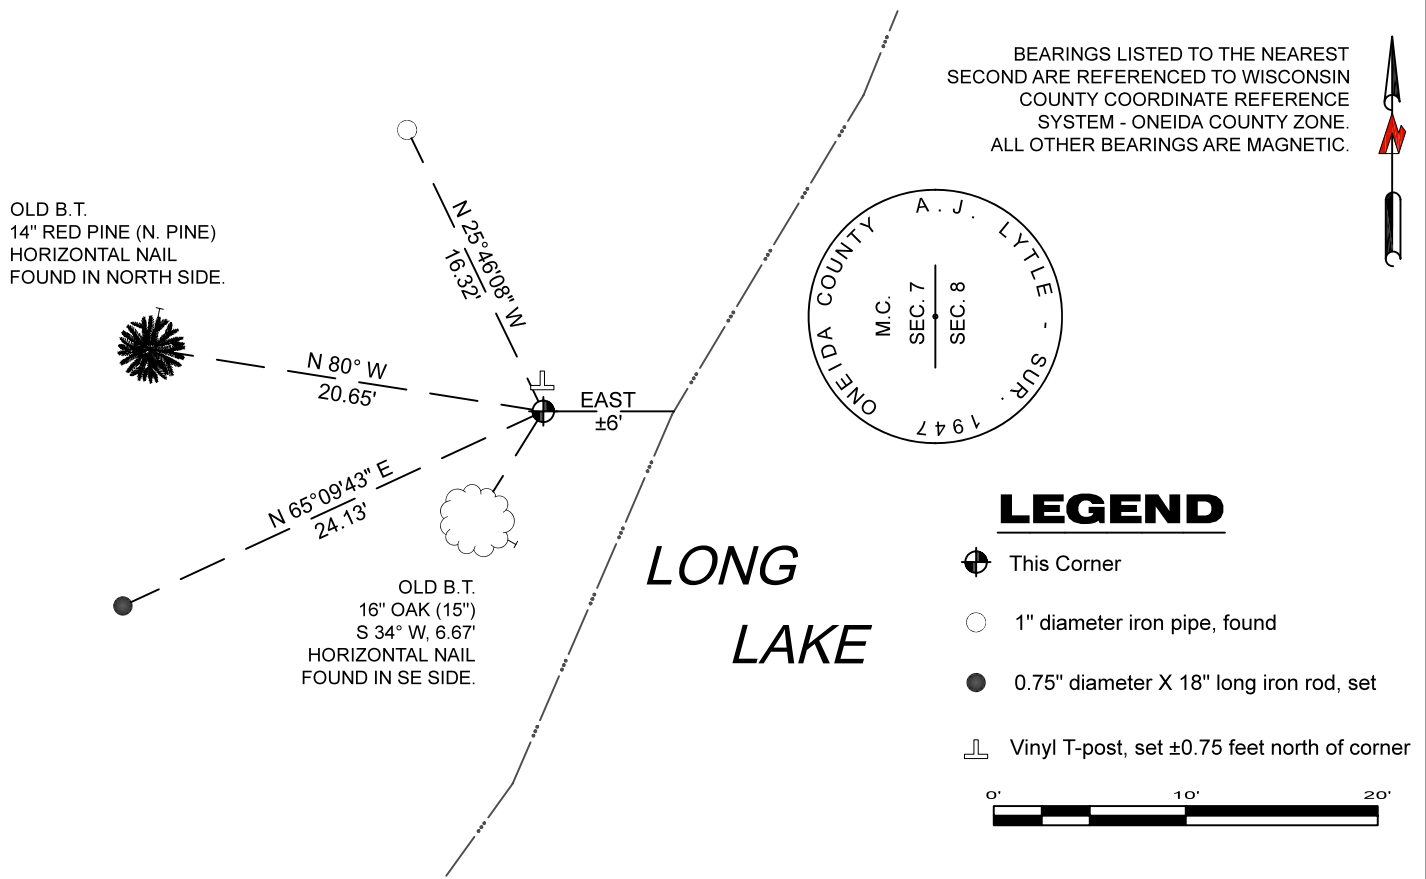 BEARINGS LISTED TO THE NEAREST
SECOND ARE REFERENCED TO WISCONSIN
COUNTY COORDINATE REFERENCE
SYSTEM - ONEIDA COUNTY ZONE.
ALL OTHER BEARINGS ARE MAGNETIC.
N
OLD B.T.
14" RED PINE (N. PINE)
HORIZONTAL NAIL
FOUND IN NORTH SIDE.
N 25°46'08" W
16.32'
N 80° W
20.65'
EAST
±6'
N 65°09'43" E
24.13'
OLD B.T.
16" OAK (15")
S 34° W, 6.67'
HORIZONTAL NAIL
FOUND IN SE SIDE.
LONG
LAKE
ONEIDA COUNTY A.J. LYTLE - SUR. 1947
M.C.
SEC. 7
SEC. 8
LEGEND
This Corner
1" diameter iron pipe, found
0.75" diameter X 18" long iron rod, set
Vinyl T-post, set ±0.75 feet north of corner
0' 10' 20'